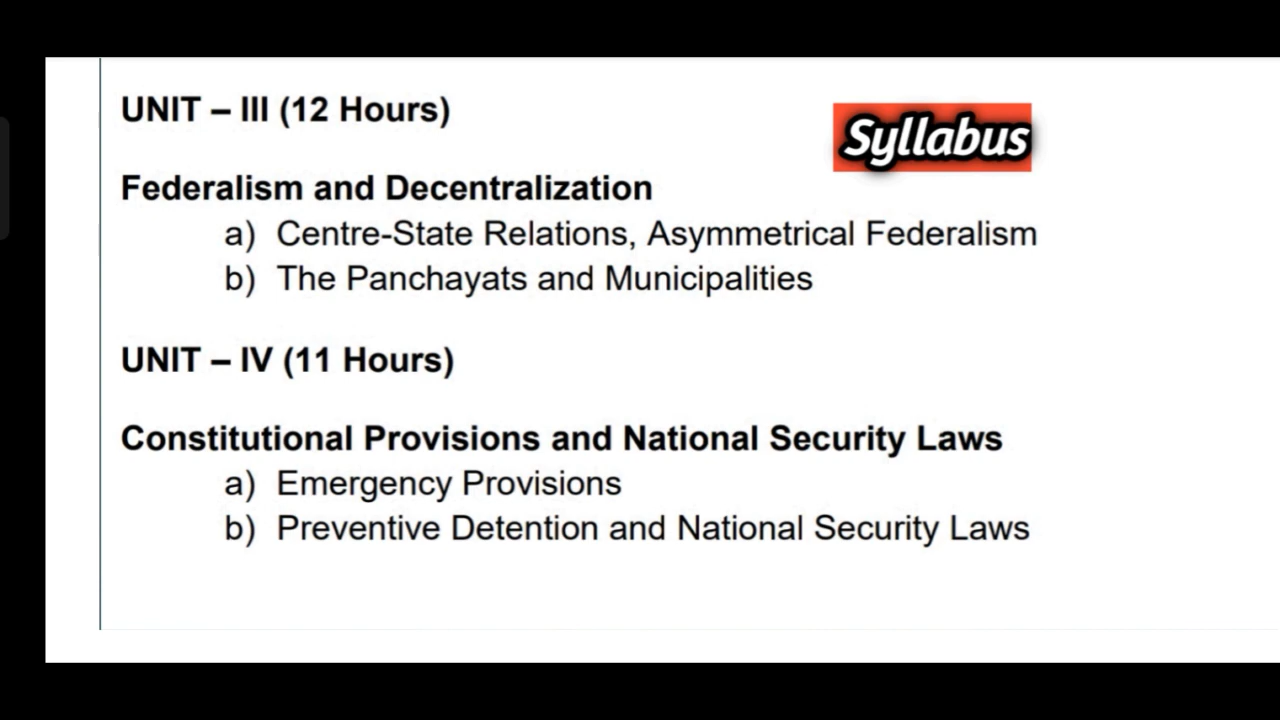 UNIT – III (12 Hours)
Syllabus
Federalism and Decentralization
a) Centre-State Relations, Asymmetrical Federalism
b) The Panchayats and Municipalities
UNIT – IV (11 Hours)
Constitutional Provisions and National Security Laws
a) Emergency Provisions
b) Preventive Detention and National Security Laws